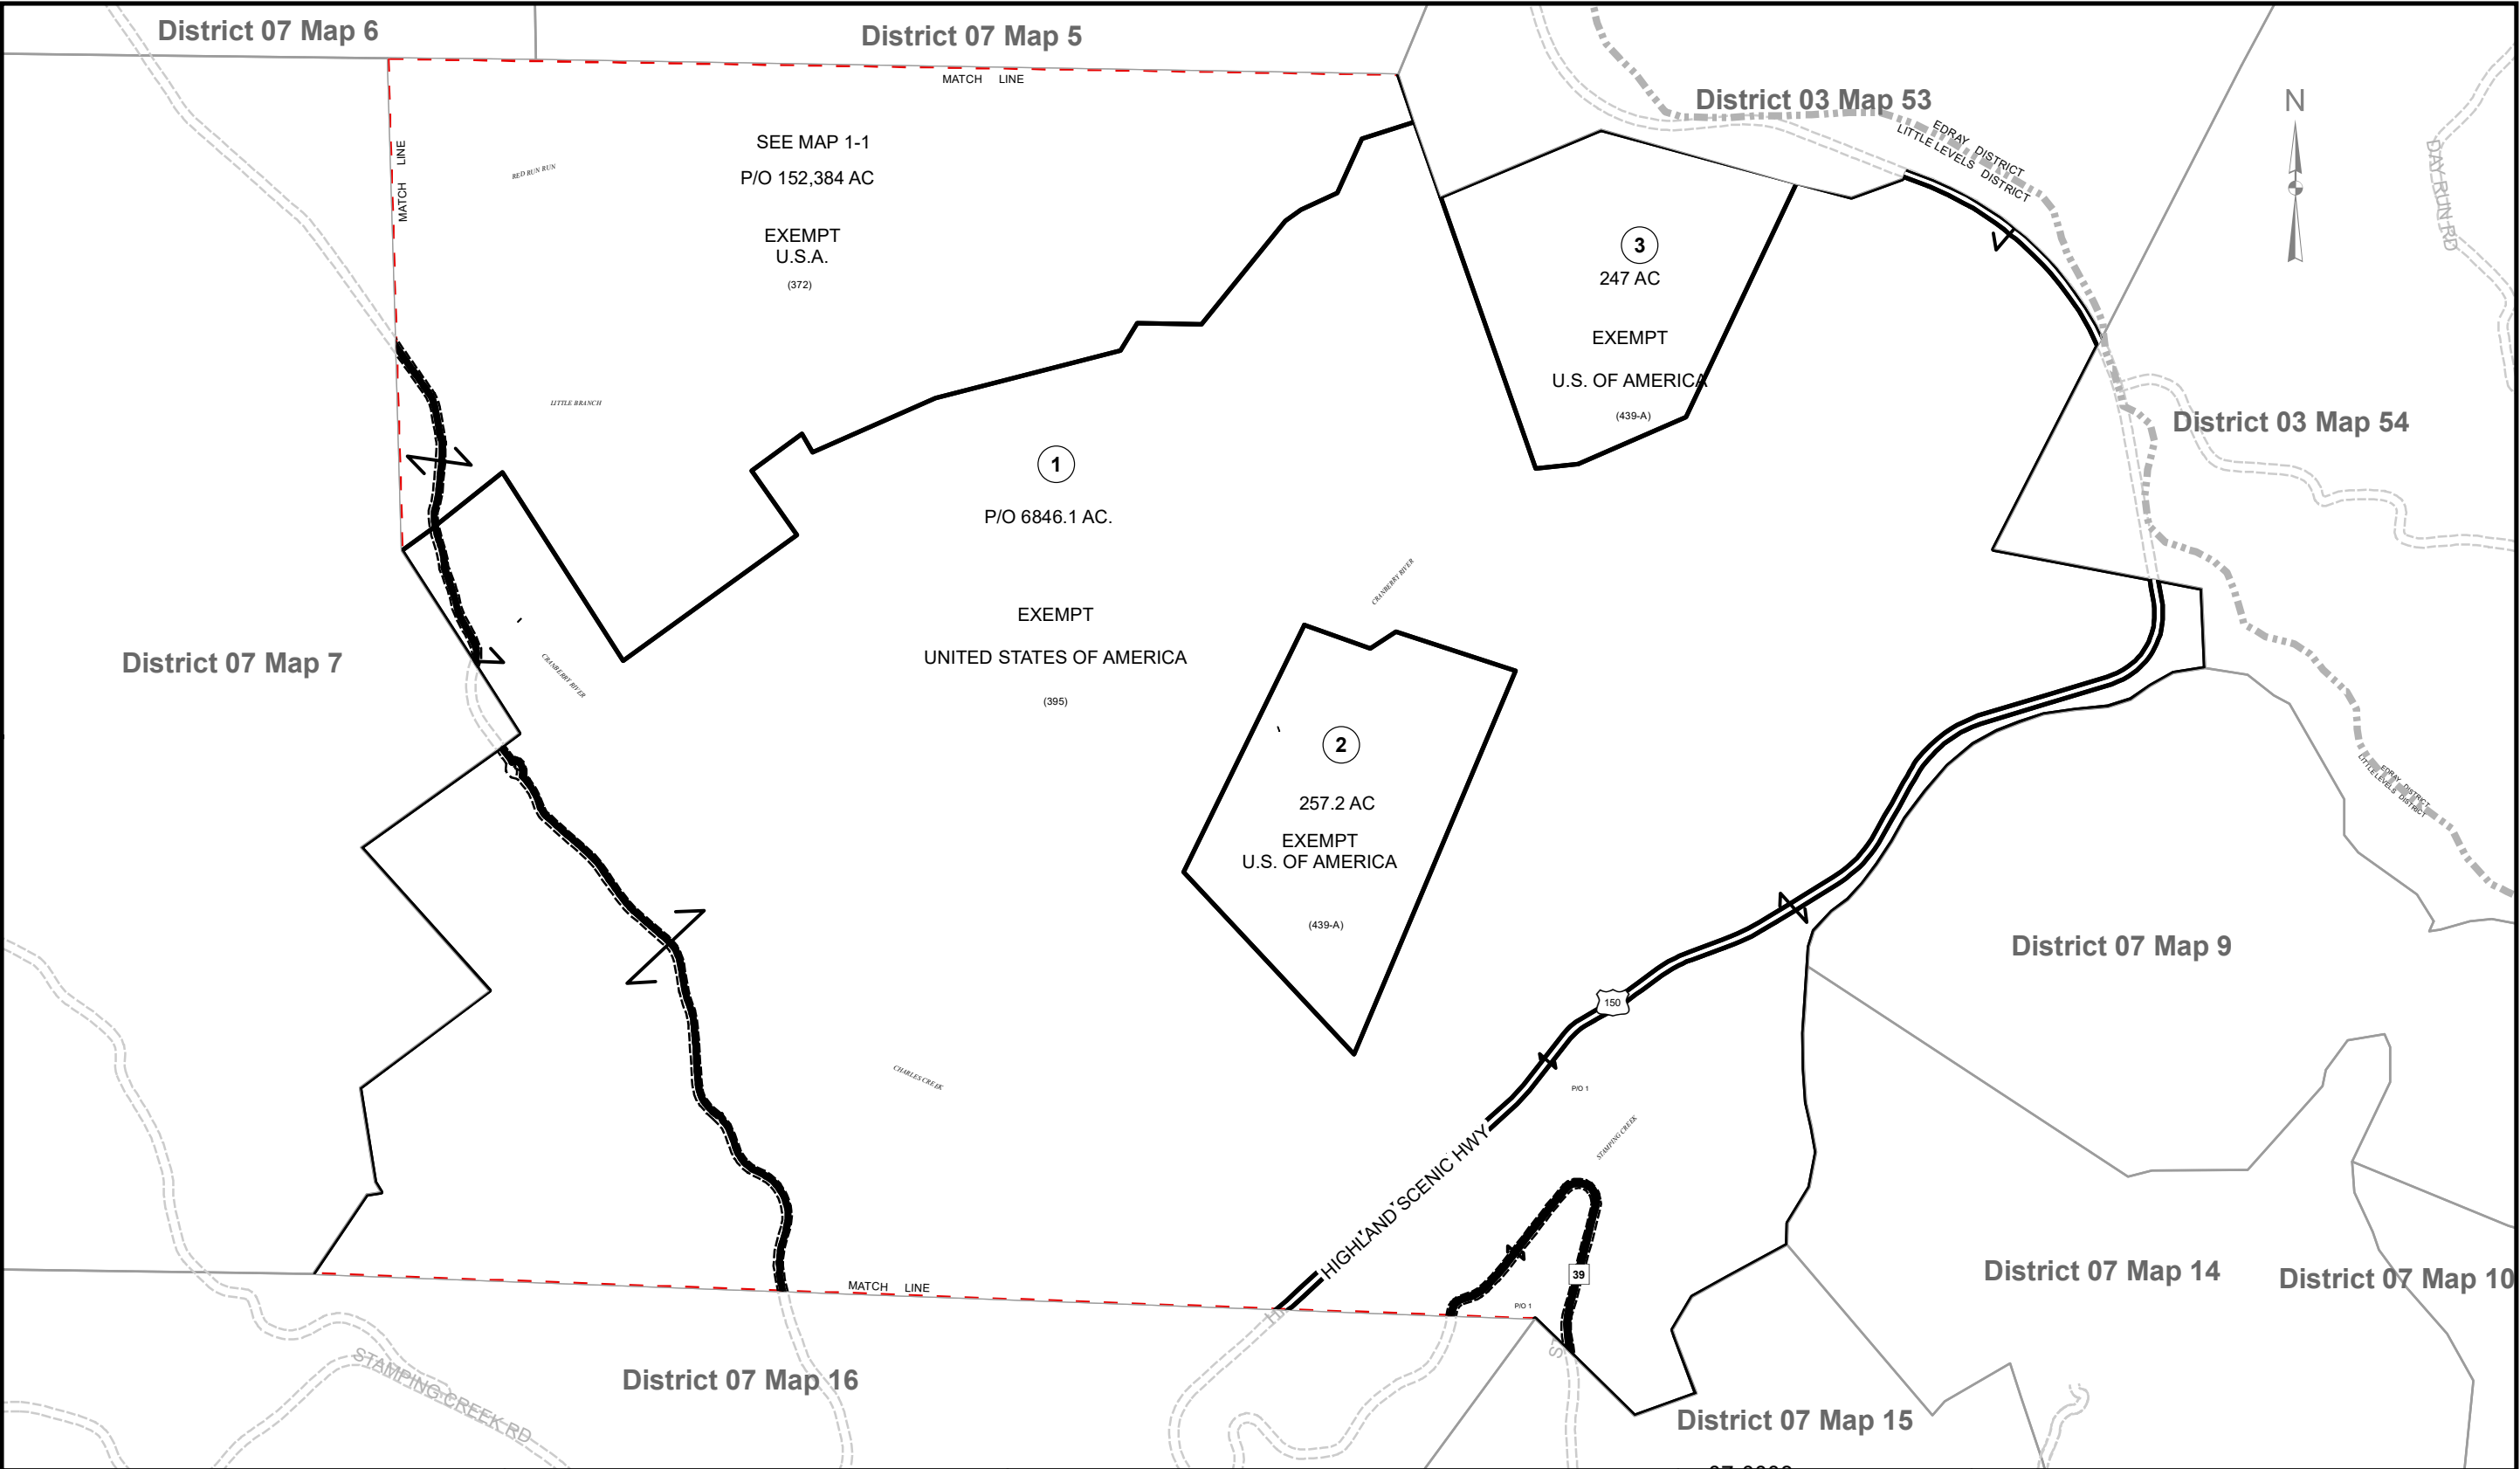 District 07 Map 6
District 07 Map 5
MATCH LINE
District 03 Map 53
N
EDRAY DISTRICT
LITTLE LEVELS DISTRICT
DAY RUN RD
MATCH LINE
SEE MAP 1-1
P/O 152,384 AC
EXEMPT
U.S.A.
(372)
RED RUN RUN
3
247 AC
EXEMPT
U.S. OF AMERICA
(439-A)
LITTLE BRANCH
District 03 Map 54
1
P/O 6846.1 AC.
EXEMPT
UNITED STATES OF AMERICA
(395)
CRANBERRY RIVER
District 07 Map 7
CRANBERRY RIVER
2
257.2 AC
EXEMPT
U.S. OF AMERICA
(439-A)
EDRAY DISTRICT
LITTLE LEVELS DISTRICT
District 07 Map 9
150
CHARLES CREEK
P/O 1
STAMPING CREEK
HIGHLAND SCENIC HWY
39
District 07 Map 14
District 07 Map 10
MATCH LINE
P/O 1
STAMPING CREEK RD
District 07 Map 16
District 07 Map 15